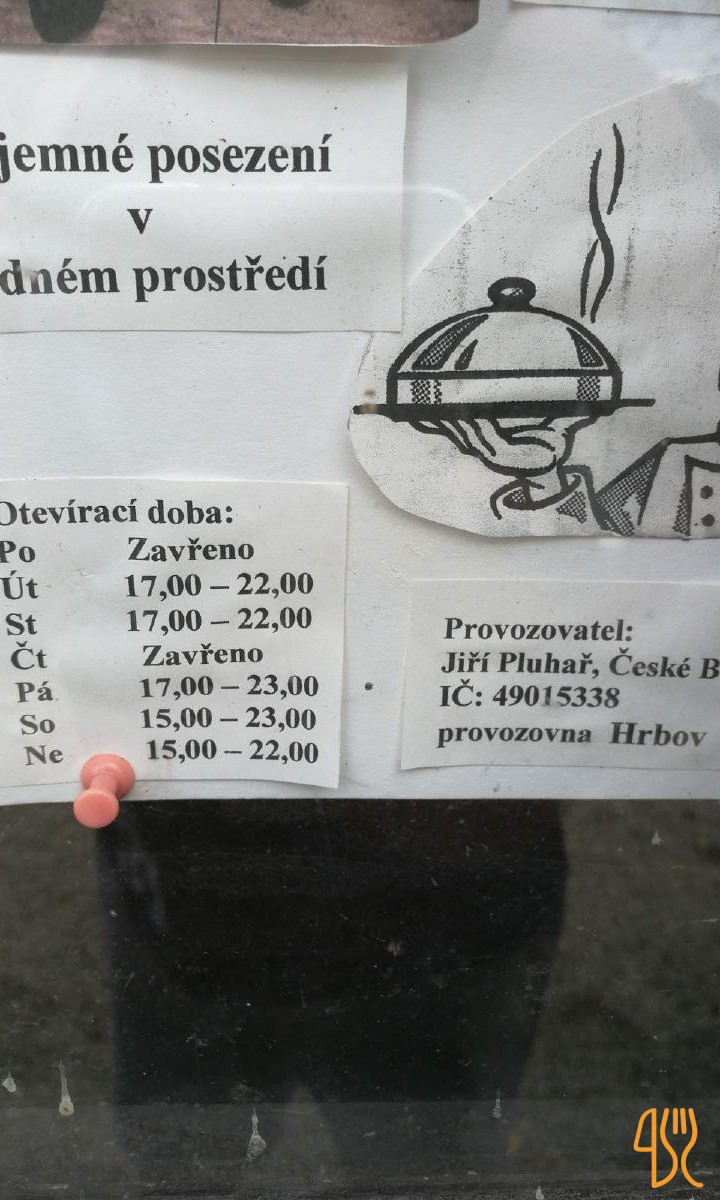 jemné posezení
v
dném prostředí
Otevírací doba:
Po Zavřeno
Út 17,00 – 22,00
St 17,00 – 22,00
Čt Zavřeno
Pá 17,00 – 23,00
So 15,00 – 23,00
Ne 15,00 – 22,00
Provozovatel:
Jiří Pluhař, České B
IČ: 49015338
provozovna Hrbov